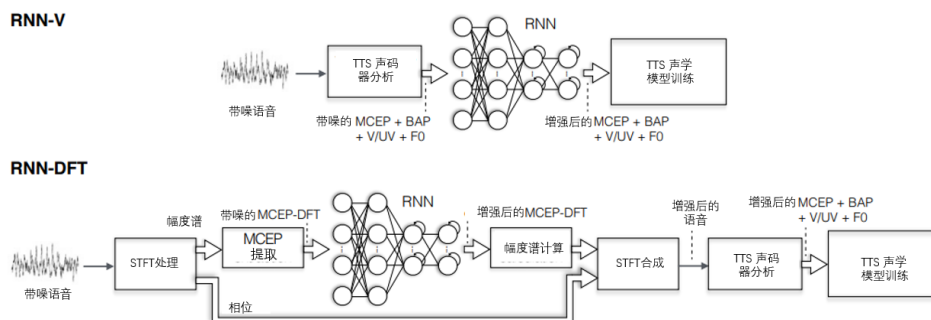 RNN-V
RNN
TTS 声码
器分析
TTS 声学
模型训练
带噪语音
带噪的 MCEP + BAP
+ V/UV + F0
增强后的 MCEP + BAP
+ V/UV + F0
RNN-DFT
幅度谱
带噪的 MCEP-DFT
RNN
增强后的MCEP-DFT
增强后的
语音
增强后的 MCEP + BAP
+ V/UV + F0
STFT处理
MCEP
提取
幅度谱计算
STFT合成
TTS 声码
器分析
TTS 声学
模型训练
带噪语音
相位